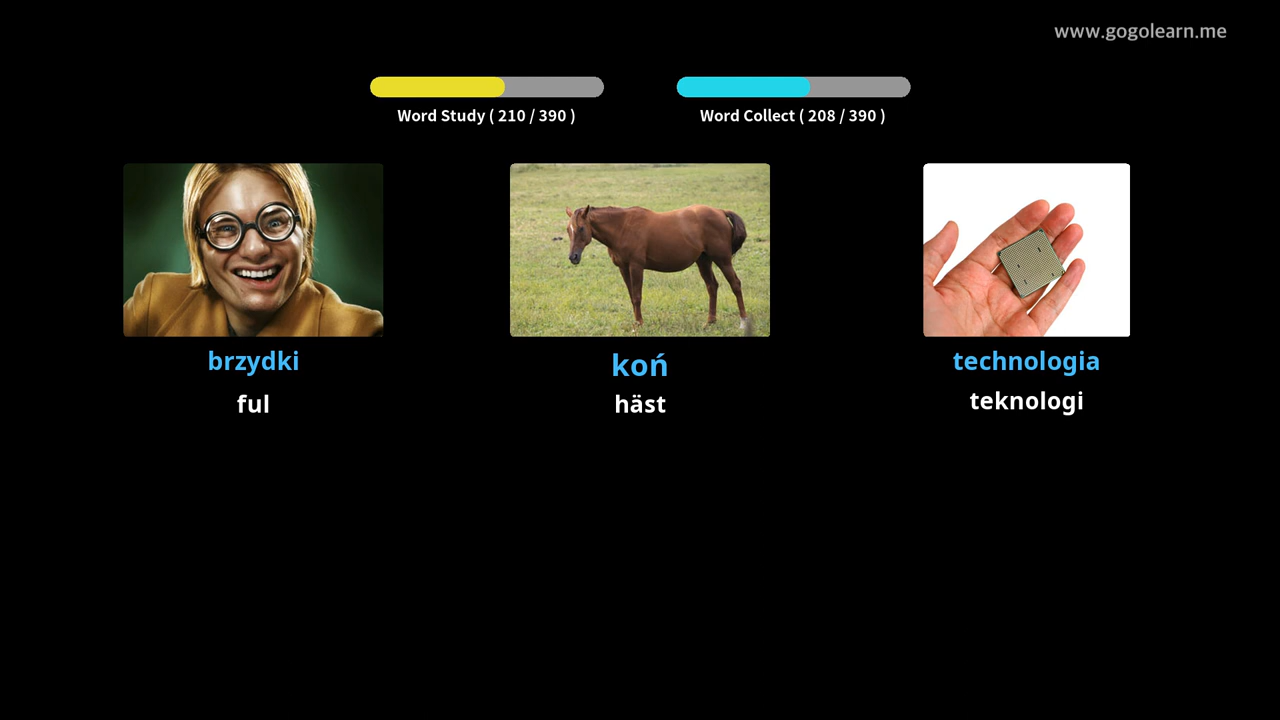 www.gogolearn.me
Word Study ( 210 / 390 )
Word Collect ( 208 / 390 )
brzydki
ful
koń
häst
technologia
teknologi